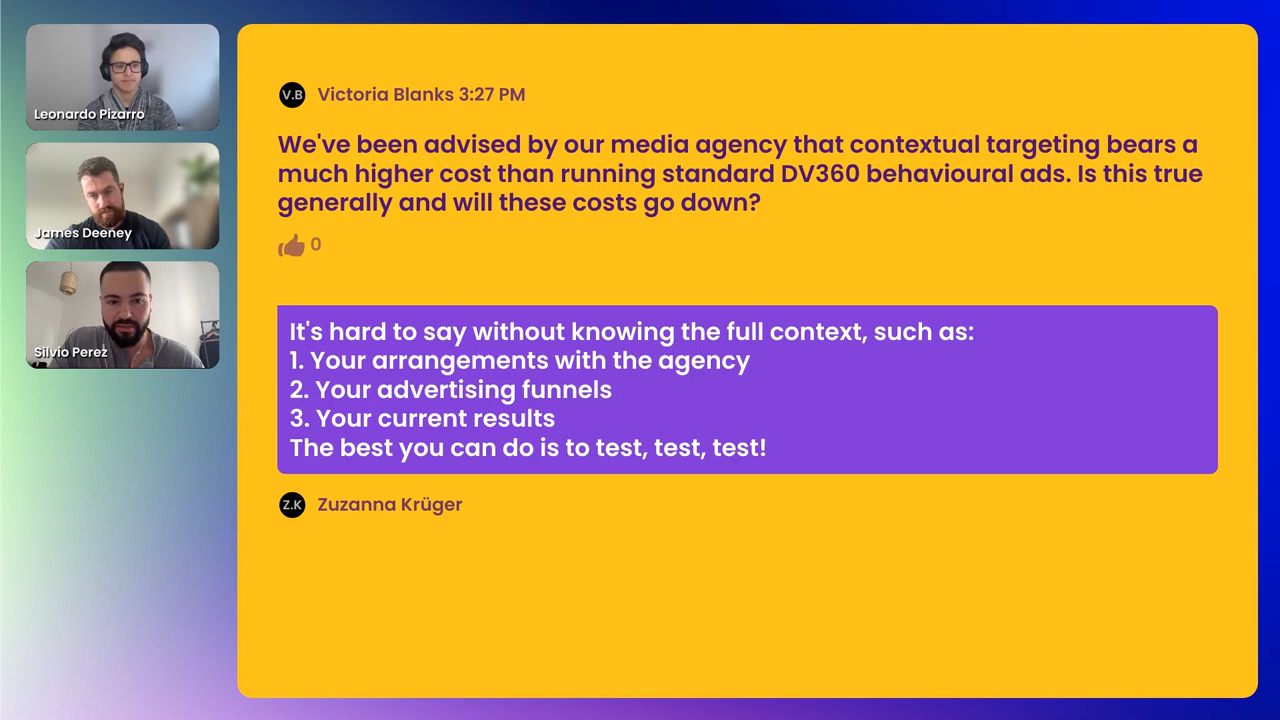 Leonardo Pizarro
James Deeney
Silvio Perez
V.B Victoria Blanks 3:27 PM
We've been advised by our media agency that contextual targeting bears a
much higher cost than running standard DV360 behavioural ads. Is this true
generally and will these costs go down?
0
It's hard to say without knowing the full context, such as:
1. Your arrangements with the agency
2. Your advertising funnels
3. Your current results
The best you can do is to test, test, test!
Z.K Zuzanna Krüger